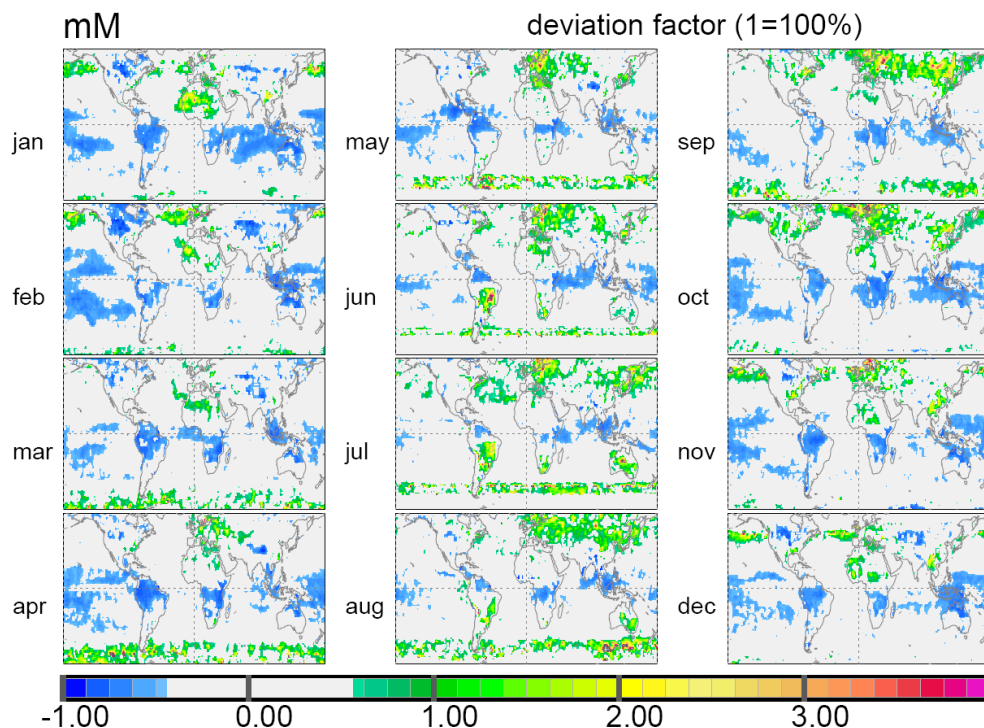 mM deviation factor (1=100%)
jan may sep
feb jun oct
mar jul nov
apr aug dec
-1.00 0.00 1.00 2.00 3.00